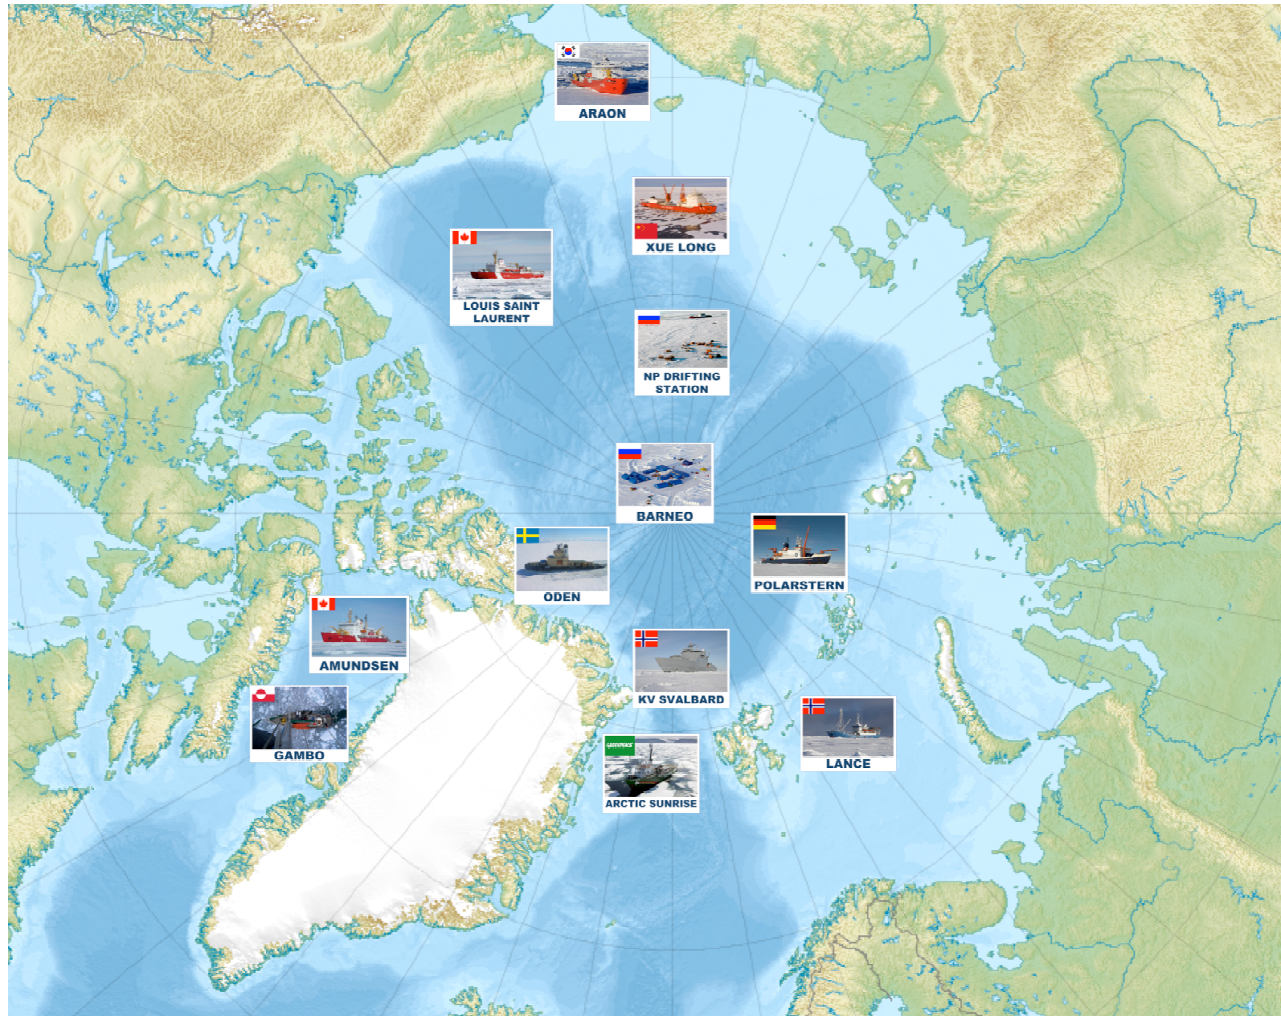 ARAON
XUE LONG
LOUIS SAINT
LAURENT
NP DRIFTING
STATION
BARNEO
ODEN
POLARSTERN
AMUNDSEN
KV SVALBARD
GAMBO
LANCE
GREENPEACE
ARCTIC SUNRISE